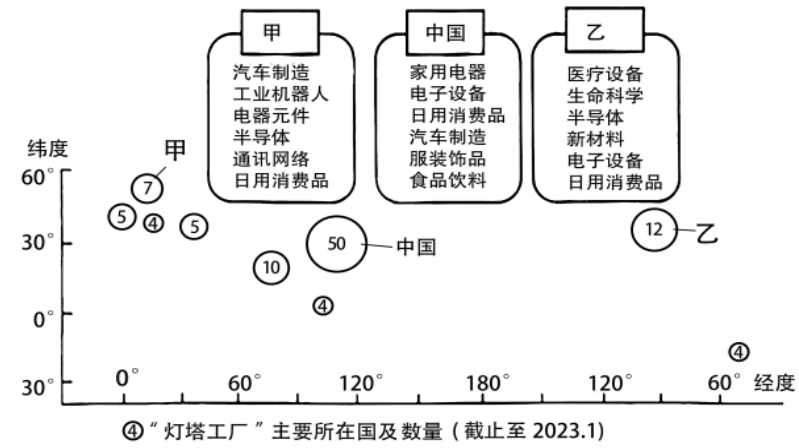 甲
汽车制造
工业机器人
电器元件
半导体
通讯网络
日用消费品
中国
家用电器
电子设备
日用消费品
汽车制造
服装饰品
食品饮料
乙
医疗设备
生命科学
半导体
新材料
电子设备
日用消费品
纬度
60°
30°
0°
30°
甲
7
5
4
5
10
50
中国
4
12
乙
4
0°
60°
120°
180°
120°
60°
经度
④“灯塔工厂”主要所在国及数量(截止至2023.1)